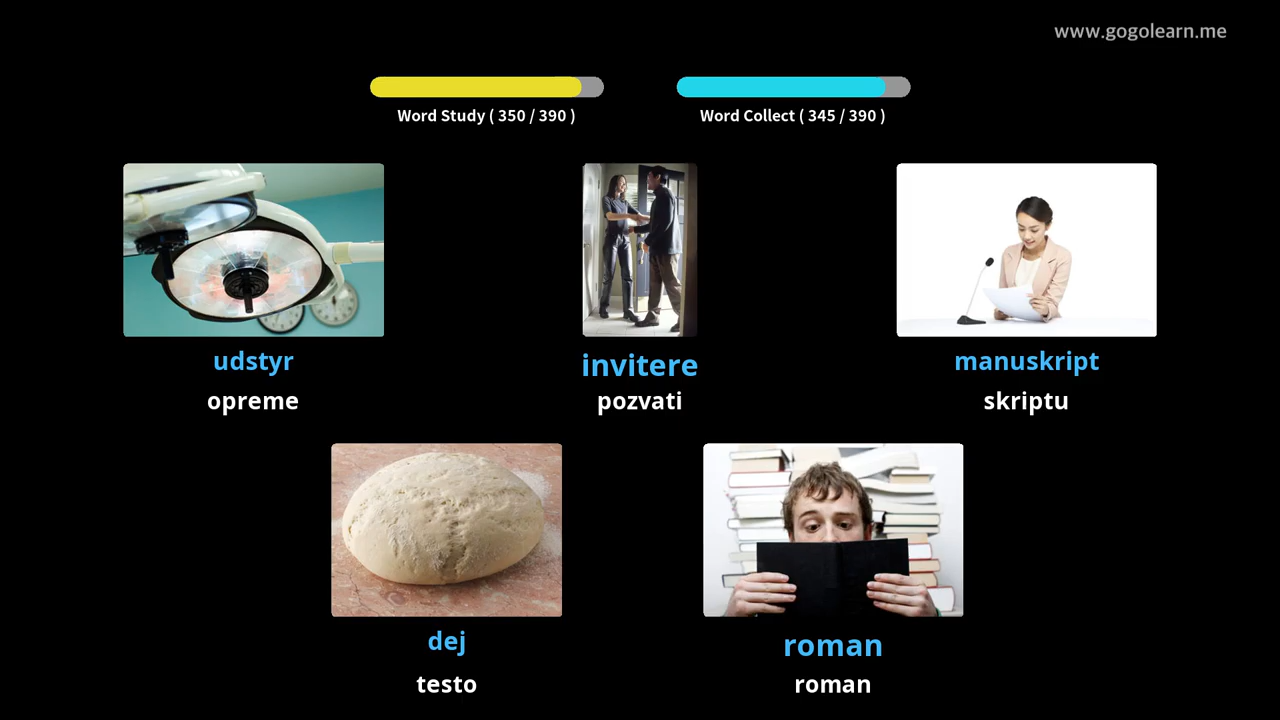 www.gogolearn.me
Word Study ( 350 / 390 )
Word Collect ( 345 / 390 )
udstyr
invitere
manuskript
opreme
pozvati
skriptu
dej
roman
testo
roman